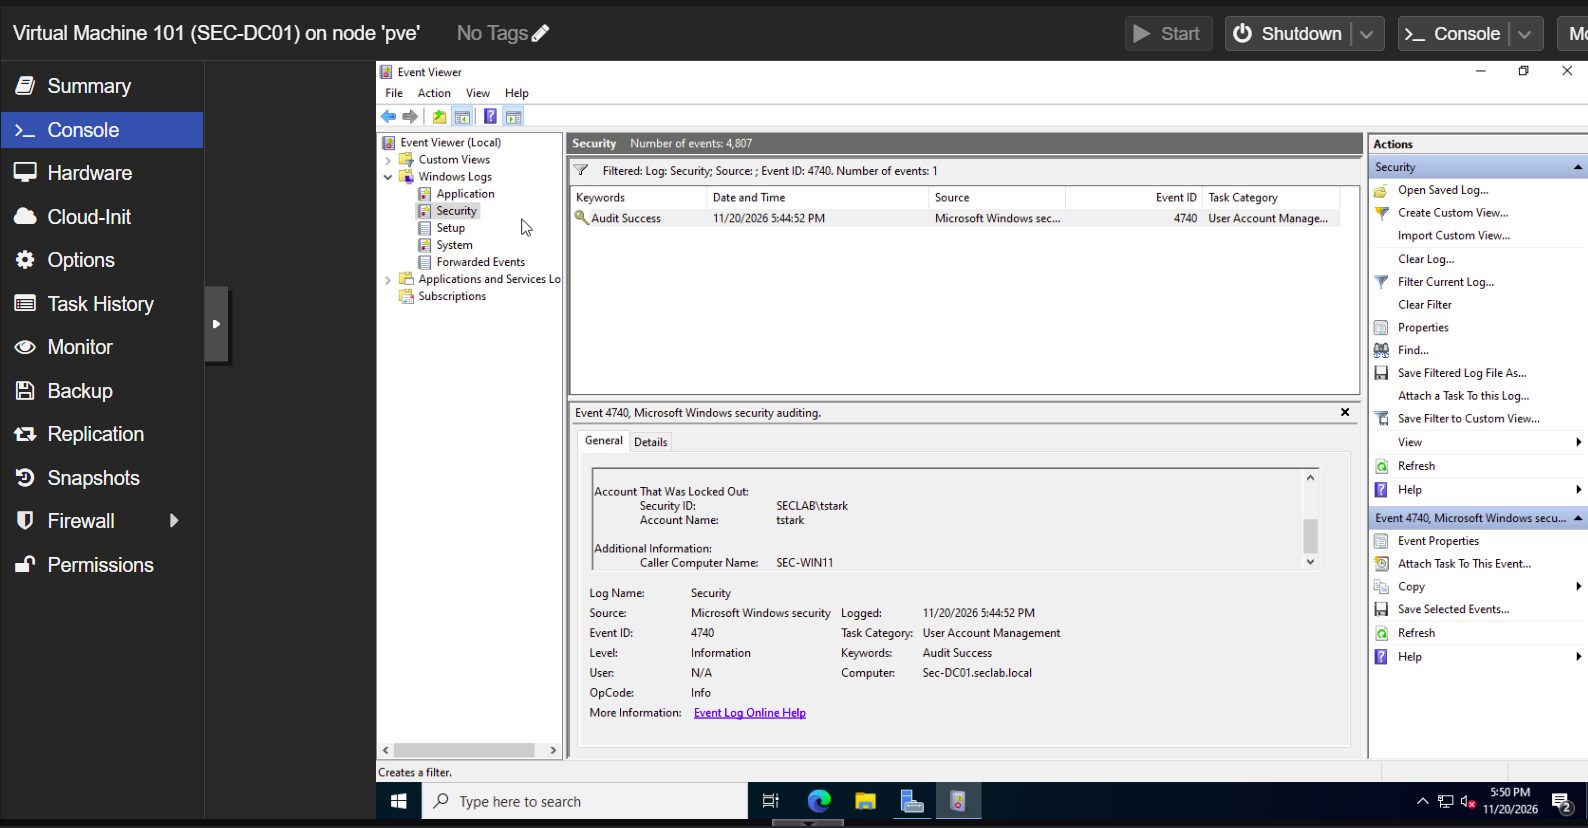 Virtual Machine 101 (SEC-DC01) on node 'pve' No Tags Start Shutdown Console Mo
Summary
Console
Hardware
Cloud-Init
Options
Task History
Monitor
Backup
Replication
Snapshots
Firewall
Permissions
Event Viewer
File Action View Help
Event Viewer (Local)
Custom Views
Windows Logs
Application
Security
Setup
System
Forwarded Events
Applications and Services Lo
Subscriptions
Security Number of events: 4,807
Filtered: Log: Security; Source: ; Event ID: 4740. Number of events: 1
Keywords Date and Time Source Event ID Task Category
Audit Success 11/20/2026 5:44:52 PM Microsoft Windows sec... 4740 User Account Manage...
Event 4740, Microsoft Windows security auditing.
General Details
Account That Was Locked Out:
Security ID: SECLAB\tstark
Account Name: tstark
Additional Information:
Caller Computer Name: SEC-WIN11
Log Name: Security
Source: Microsoft Windows security Logged: 11/20/2026 5:44:52 PM
Event ID: 4740 Task Category: User Account Management
Level: Information Keywords: Audit Success
User: N/A Computer: Sec-DC01.seclab.local
OpCode: Info
More Information: Event Log Online Help
Actions
Security
Open Saved Log...
Create Custom View...
Import Custom View...
Clear Log...
Filter Current Log...
Clear Filter
Properties
Find...
Save Filtered Log File As...
Attach a Task To this Log...
Save Filter to Custom View...
View
Refresh
Help
Event 4740, Microsoft Windows secu...
Event Properties
Attach Task To This Event...
Copy
Save Selected Events...
Refresh
Help
Creates a filter.
Type here to search
5:50 PM
11/20/2026
2